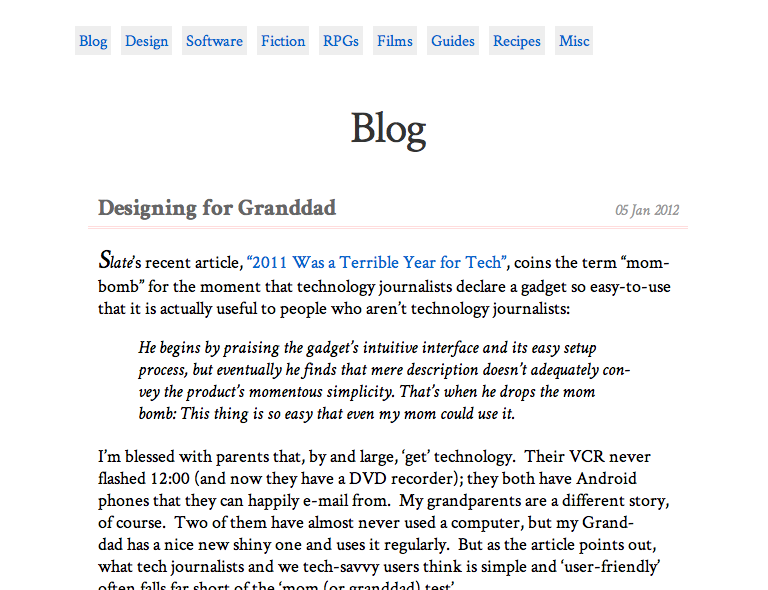 Blog Design Software Fiction RPGs Films Guides Recipes Misc
Blog
Designing for Granddad 05 Jan 2012
Slate’s recent article, “2011 Was a Terrible Year for Tech”, coins the term “mom-
bomb” for the moment that technology journalists declare a gadget so easy-to-use
that it is actually useful to people who aren’t technology journalists:
He begins by praising the gadget’s intuitive interface and its easy setup
process, but eventually he finds that mere description doesn’t adequately con-
vey the product’s momentous simplicity. That’s when he drops the mom
bomb: This thing is so easy that even my mom could use it.
I’m blessed with parents that, by and large, ‘get’ technology.  Their VCR never
flashed 12:00 (and now they have a DVD recorder); they both have Android
phones that they can happily e-mail from.  My grandparents are a different story,
of course.  Two of them have almost never used a computer, but my Grand-
dad has a nice new shiny one and uses it regularly.  But as the article points out,
what tech journalists and we tech-savvy users think is simple and ‘user-friendly’
often falls far short of the ‘mom (or granddad) test’.